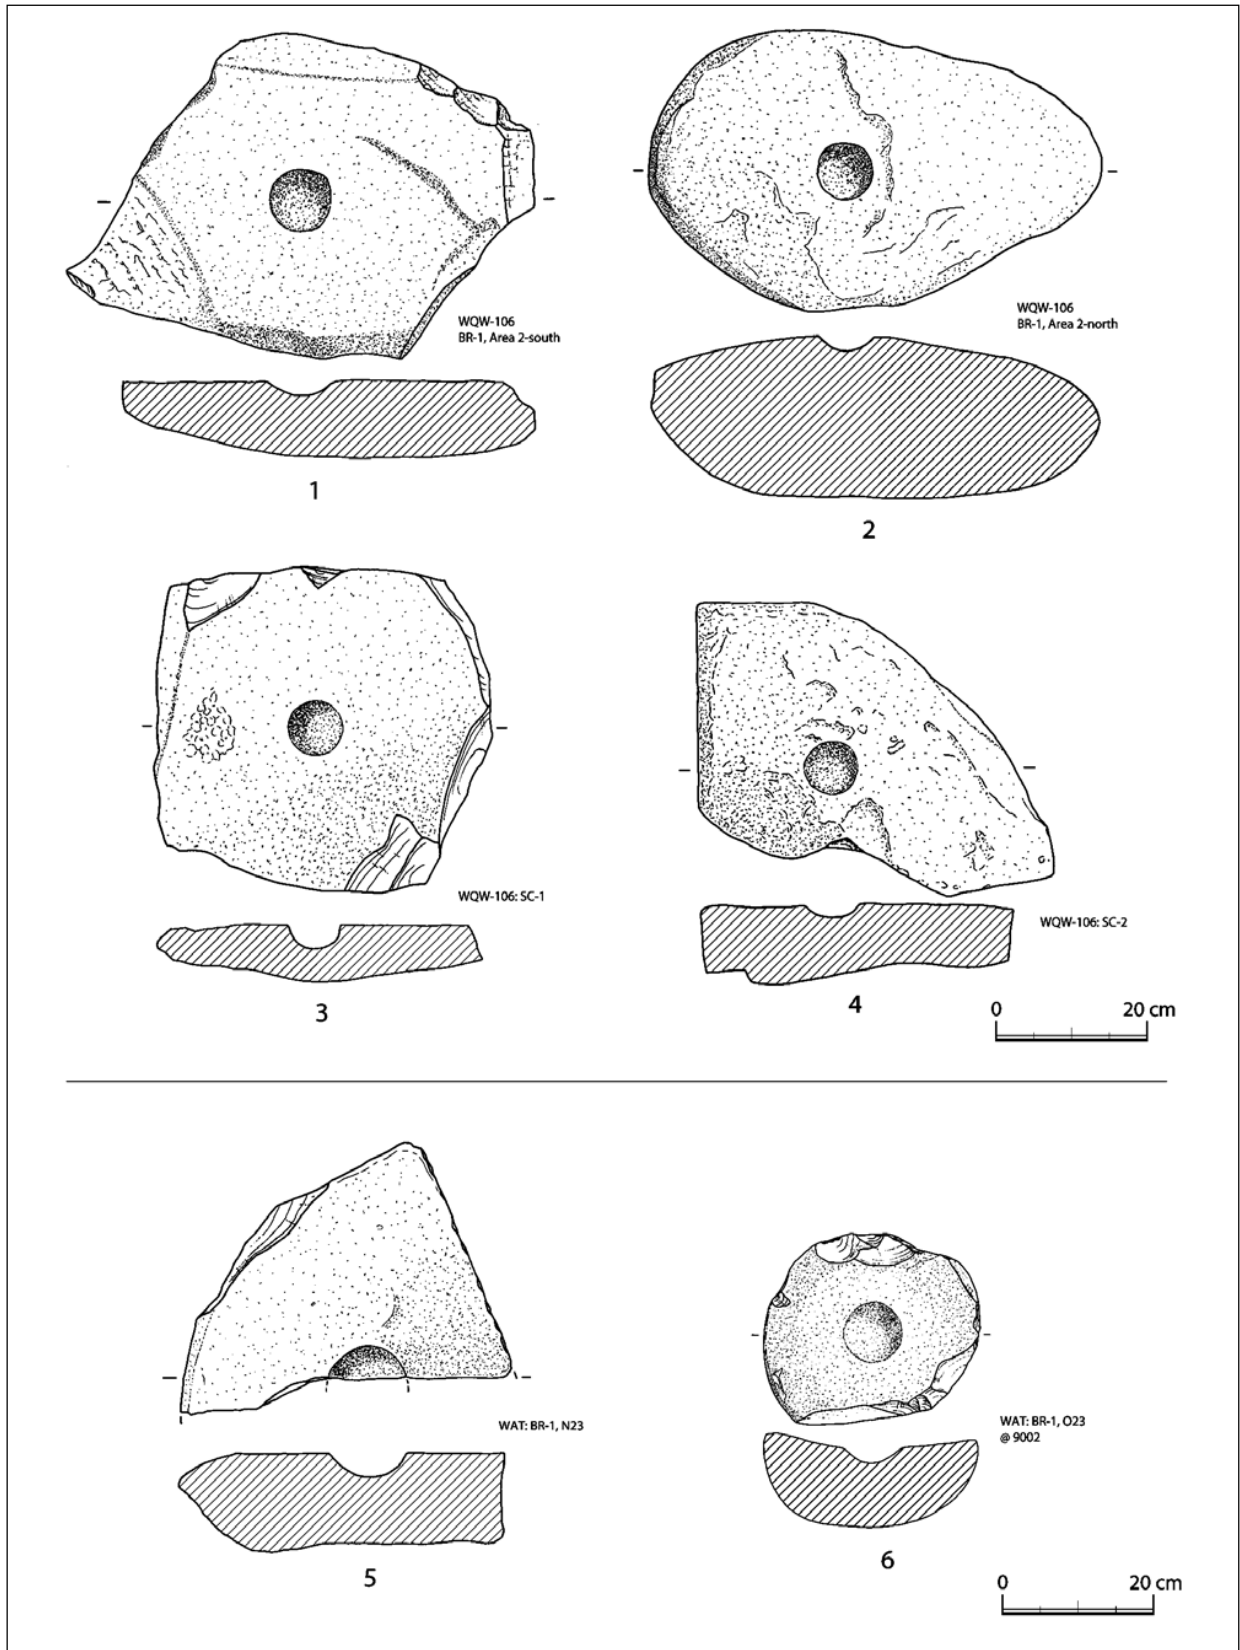 WQW-106
BR-1, Area 2-south
1
WQW-106
BR-1, Area 2-north
2
WQW-106: SC-1
3
WQW-106: SC-2
4
0 20 cm
WAT: BR-1, N23
5
WAT: BR-1, O23
@ 9002
6
0 20 cm